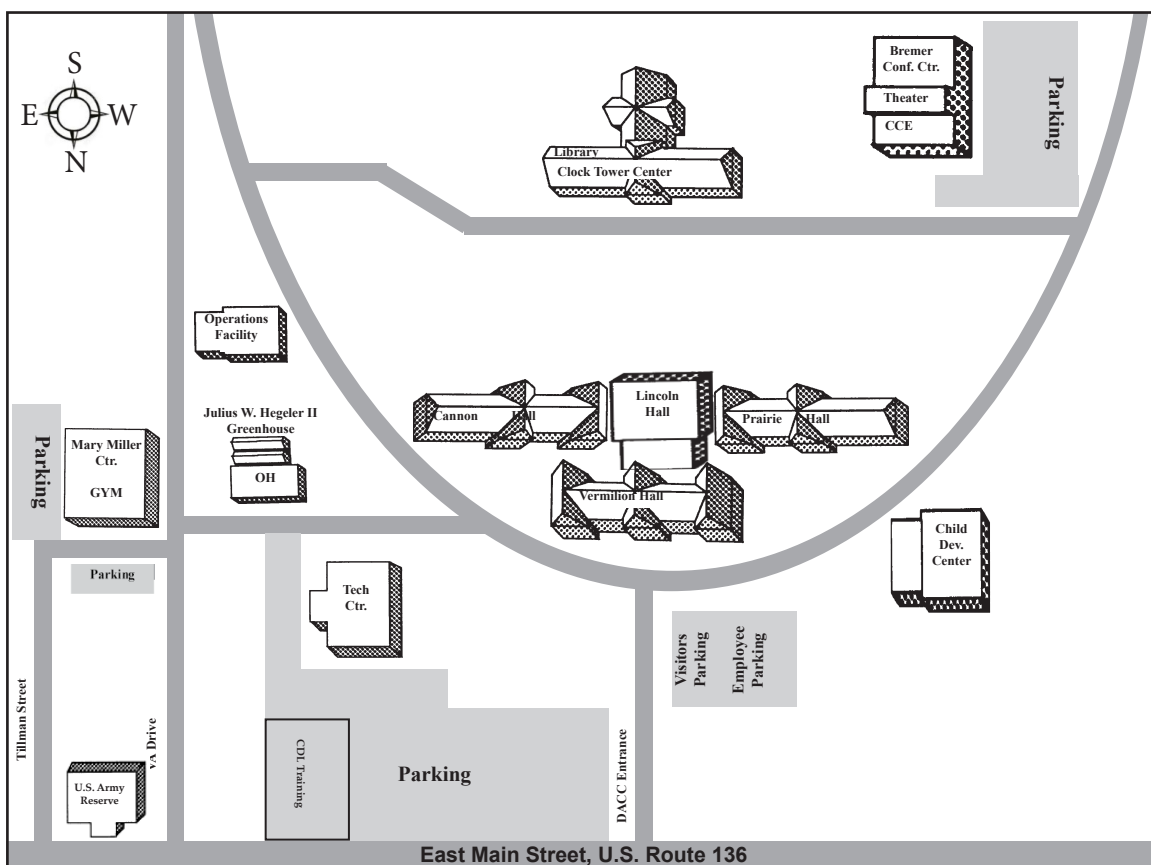 S
E
W
N
Bremer
Conf. Ctr.
Theater
CCE
Parking
Library
Clock Tower Center
Operations
Facility
Julius W. Hegeler II
Greenhouse
OH
Parking
Mary Miller
Ctr.
GYM
Cannon Hall
Lincoln
Hall
Prairie Hall
Vermilion Hall
Child
Dev.
Center
Parking
Tech
Ctr.
Visitors
Parking
Employee
Parking
Tillman Street
VA Drive
U.S. Army
Reserve
CDL Training
Parking
DACC Entrance
East Main Street, U.S. Route 136